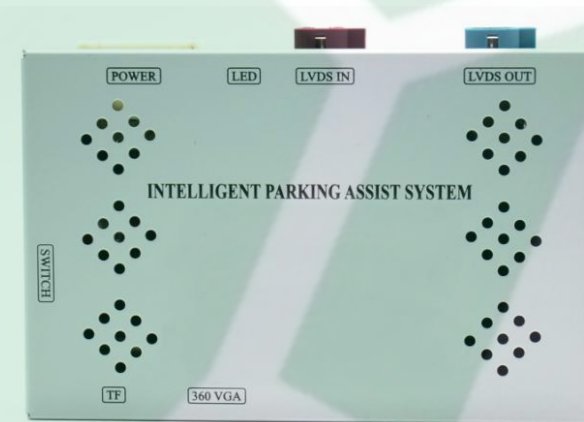 POWER
LED
LVDS IN
LVDS OUT
INTELLIGENT PARKING ASSIST SYSTEM
SWITCH
TF
360 VGA